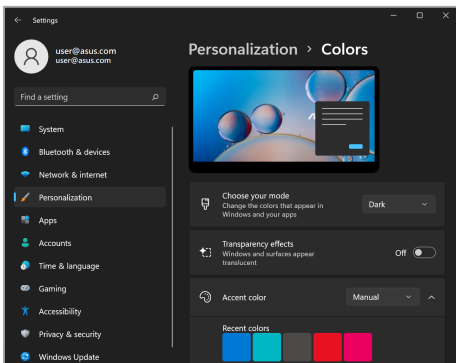 Settings
user@asus.com
user@asus.com
Personalization > Colors
Find a setting
System
Bluetooth & devices
Network & internet
Personalization
Apps
Accounts
Time & language
Gaming
Accessibility
Privacy & security
Windows Update
Choose your mode
Change the colors that appear in
Windows and your apps
Dark
Transparency effects
Windows and surfaces appear
translucent
Off
Accent color
Manual
Recent colors